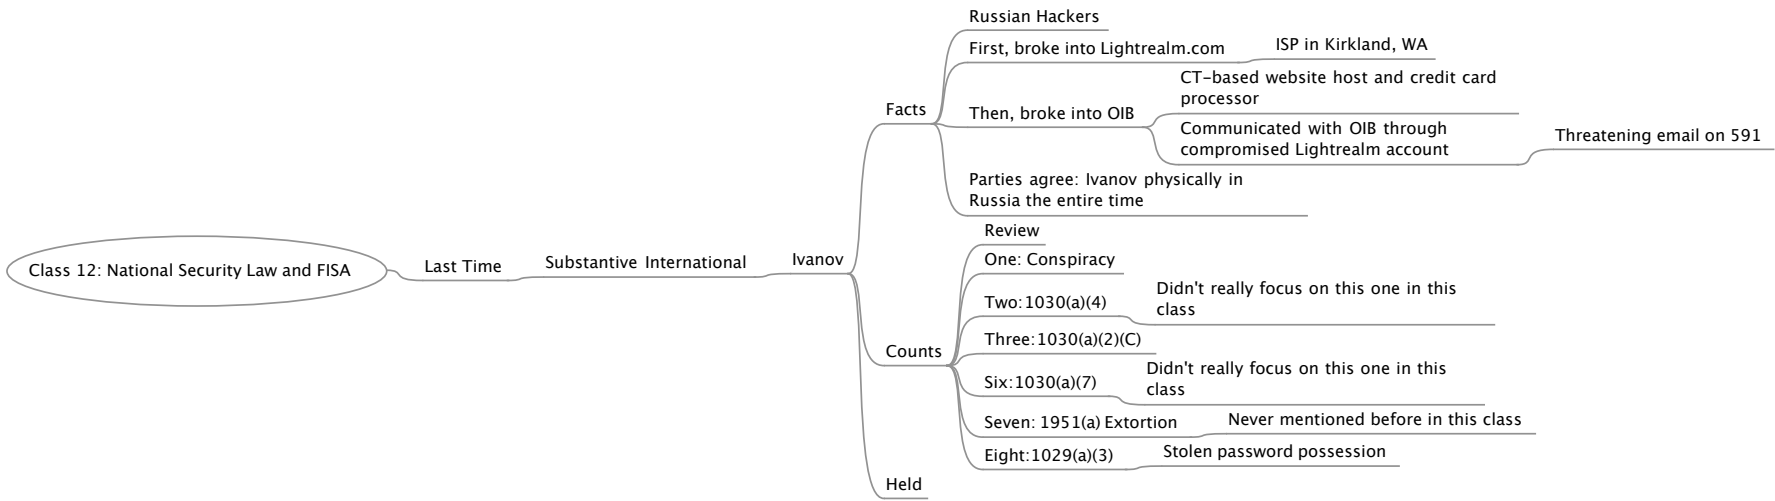 Class 12: National Security Law and FISA
Last Time
Substantive International
Ivanov
Facts
Russian Hackers
First, broke into Lightrealm.com
ISP in Kirkland, WA
Then, broke into OIB
CT-based website host and credit card
processor
Communicated with OIB through
compromised Lightrealm account
Threatening email on 591
Parties agree: Ivanov physically in
Russia the entire time
Counts
Review
One: Conspiracy
Two: 1030(a)(4)
Didn't really focus on this one in this
class
Three: 1030(a)(2)(C)
Six: 1030(a)(7)
Didn't really focus on this one in this
class
Seven: 1951(a) Extortion
Never mentioned before in this class
Eight: 1029(a)(3)
Stolen password possession
Held